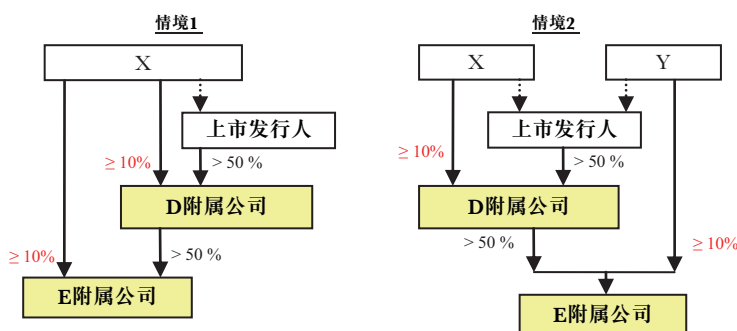 情境1
X
上市发行人
≥ 10%
> 50 %
D附属公司
≥ 10%
> 50 %
E附属公司
情境2
X
Y
上市发行人
≥ 10%
> 50 %
D附属公司
> 50 %
≥ 10%
E附属公司